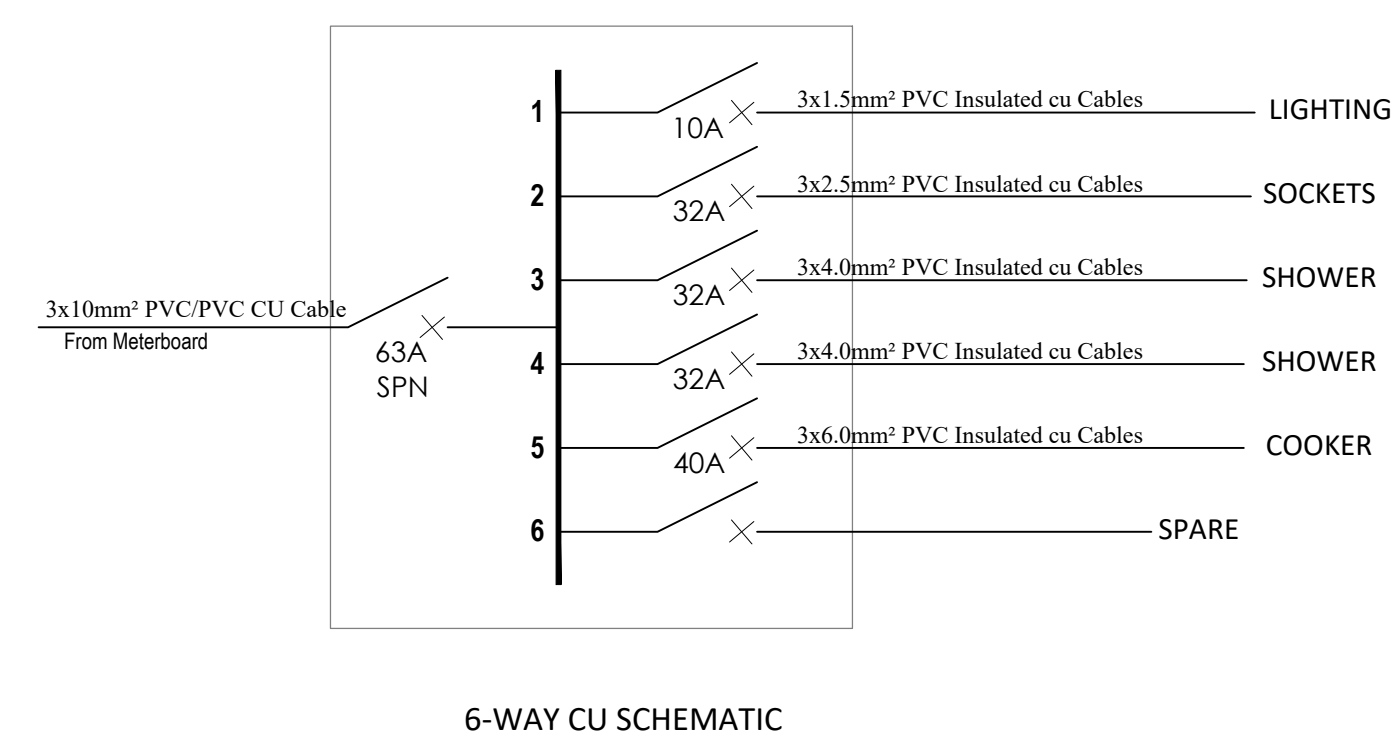 1
3x1.5mm² PVC Insulated cu Cables
LIGHTING
10A
2
3x2.5mm² PVC Insulated cu Cables
SOCKETS
32A
3
3x4.0mm² PVC Insulated cu Cables
SHOWER
32A
3x10mm² PVC/PVC CU Cable
From Meterboard
63A
SPN
4
3x4.0mm² PVC Insulated cu Cables
SHOWER
32A
5
3x6.0mm² PVC Insulated cu Cables
COOKER
40A
6
SPARE
6-WAY CU SCHEMATIC